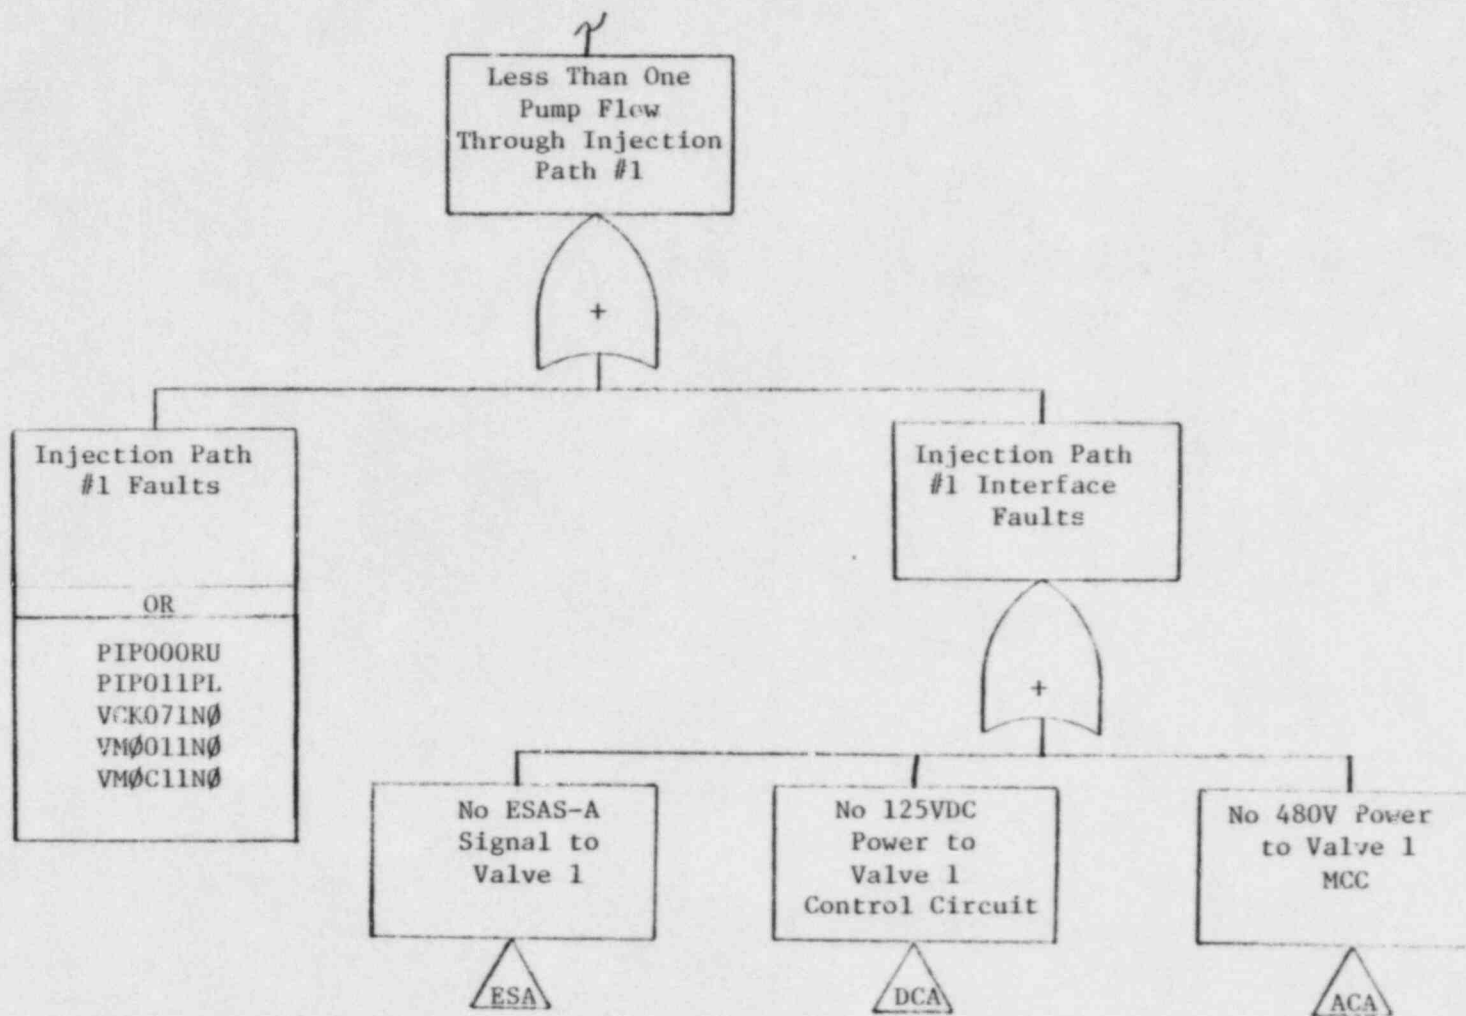 Less Than One
Pump Flow
Through Injection
Path #1
+
Injection Path
#1 Faults
OR
PIPO00RU
PIPO11PL
VCK071NØ
VMØ011NØ
VMØC11NØ
Injection Path
#1 Interface
Faults
+
No ESAS-A
Signal to
Valve 1
ESA
No 125VDC
Power to
Valve 1
Control Circuit
DCA
No 480V Power
to Valve 1
MCC
ACA